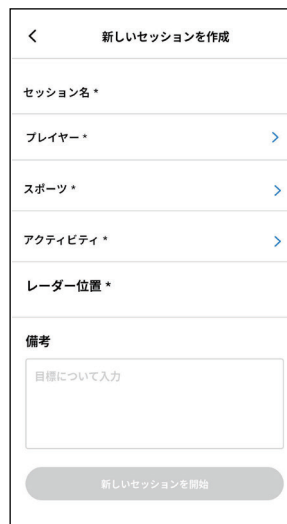 新しいセッションを作成
セッション名 *
プレイヤー *
スポーツ *
アクティビティ *
レーダー位置 *
備考
目標について入力
新しいセッションを開始